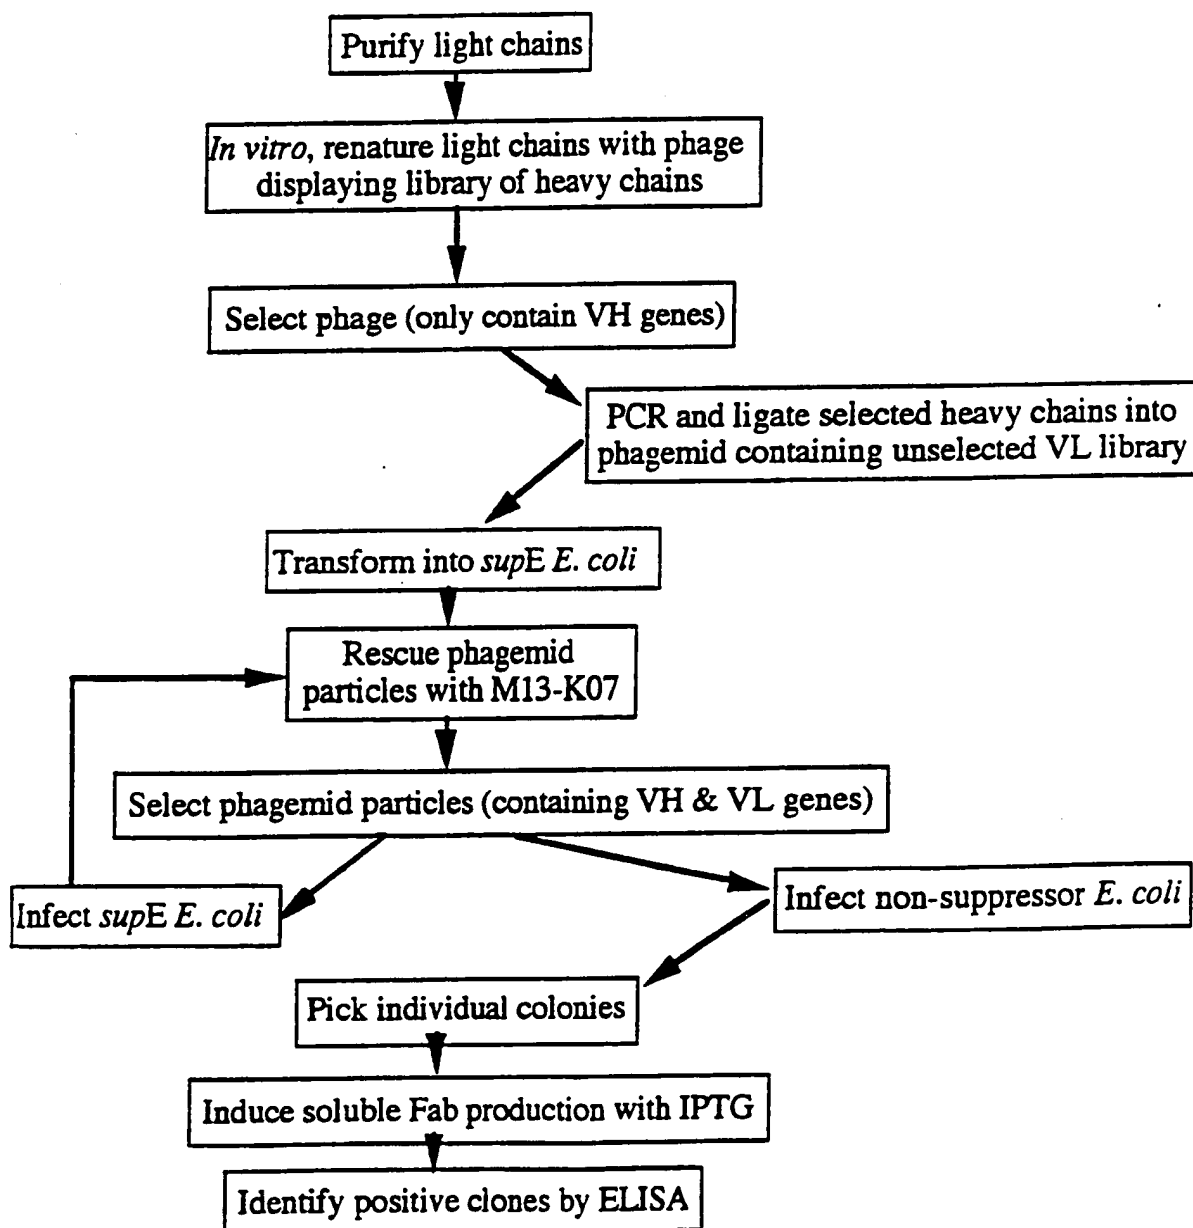 Purify light chains
In vitro, renature light chains with phage
displaying library of heavy chains
Select phage (only contain VH genes)
PCR and ligate selected heavy chains into
phagemid containing unselected VL library
Transform into supE E. coli
Rescue phagemid
particles with M13-K07
Select phagemid particles (containing VH & VL genes)
Infect supE E. coli
Infect non-suppressor E. coli
Pick individual colonies
Induce soluble Fab production with IPTG
Identify positive clones by ELISA